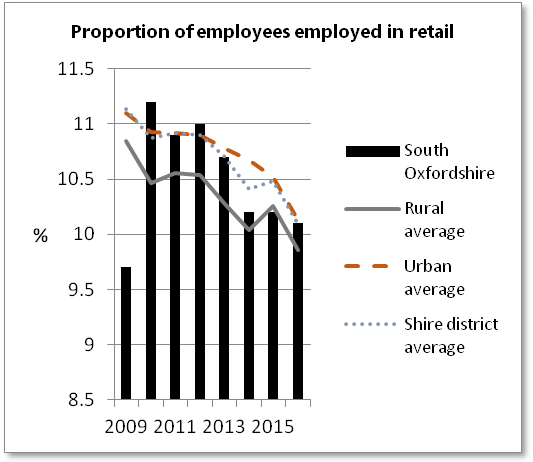 Proportion of employees employed in retail
11.5
11
10.5
10
9.5
9
8.5
%
2009 2011 2013 2015
South
Oxfordshire
Rural
average
Urban
average
Shire district
average